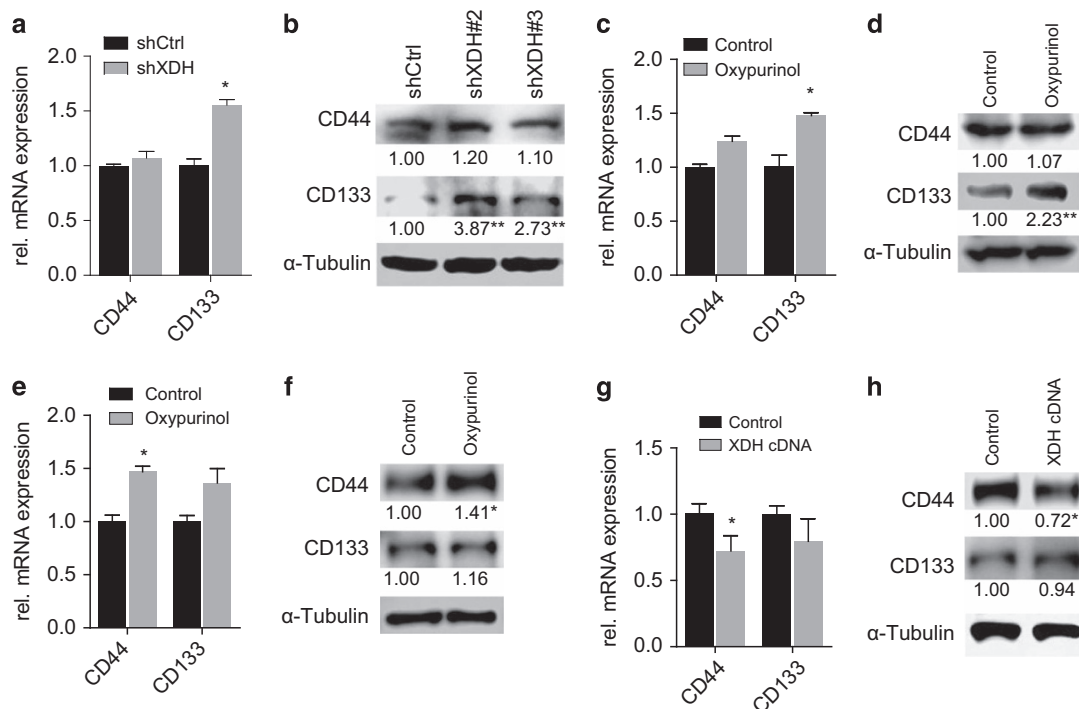 a
shCtrl
shXDH
rel. mRNA expression
2.0
1.5
1.0
0.5
0.0
*
CD44
CD133
b
shCtrl
shXDH#2
shXDH#3
CD44
1.00 1.20 1.10
CD133
1.00 3.87** 2.73**
α-Tubulin
c
Control
Oxypurinol
rel. mRNA expression
2.0
1.5
1.0
0.5
0.0
*
CD44
CD133
d
Control
Oxypurinol
CD44
1.00 1.07
CD133
1.00 2.23**
α-Tubulin
e
Control
Oxypurinol
rel. mRNA expression
2.0
1.5
1.0
0.5
0.0
*
CD44
CD133
f
Control
Oxypurinol
CD44
1.00 1.41*
CD133
1.00 1.16
α-Tubulin
g
Control
XDH cDNA
rel. mRNA expression
1.5
1.0
0.5
0.0
*
CD44
CD133
h
Control
XDH cDNA
CD44
1.00 0.72*
CD133
1.00 0.94
α-Tubulin